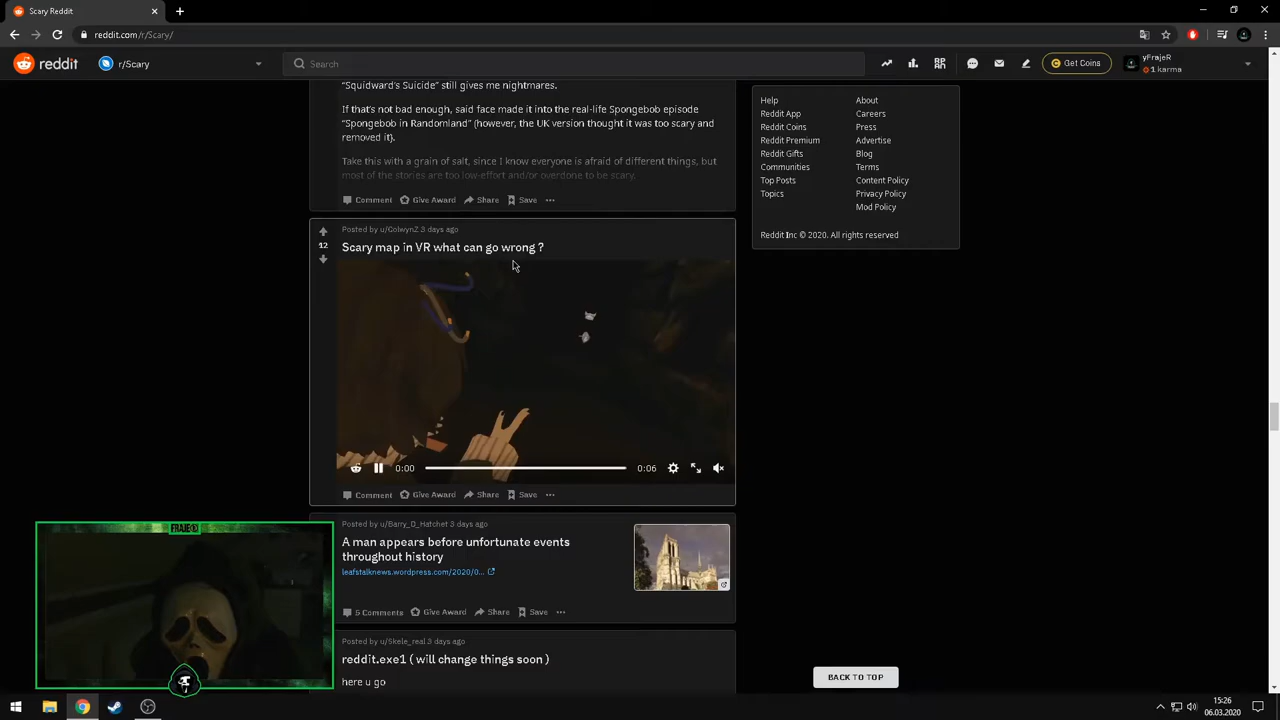 Scary Reddit
reddit.com/r/Scary/
reddit
r/Scary
Search
Get Coins
yFrajeR
1 karma
"Squidward's Suicide" still gives me nightmares.
If that's not bad enough, said face made it into the real-life Spongebob episode
"Spongebob in Randomland" (however, the UK version thought it was too scary and
removed it).
Take this with a grain of salt, since I know everyone is afraid of different things, but
most of the stories are too low-effort and/or overdone to be scary.
Comment Give Award Share Save
Help About
Reddit App Careers
Reddit Coins Press
Reddit Premium Advertise
Reddit Gifts Blog
Communities Terms
Top Posts Content Policy
Topics Privacy Policy
Mod Policy
Reddit Inc © 2020. All rights reserved
Posted by u/ColwynZ 3 days ago
12
Scary map in VR what can go wrong ?
0:00 0:06
Comment Give Award Share Save
Posted by u/Barry_D_Hatchet 3 days ago
A man appears before unfortunate events
throughout history
leafstalknews.wordpress.com/2020/0...
5 Comments Give Award Share Save
Posted by u/Skele_real 3 days ago
reddit.exe1 ( will change things soon )
here u go
BACK TO TOP
15:26
06.03.2020